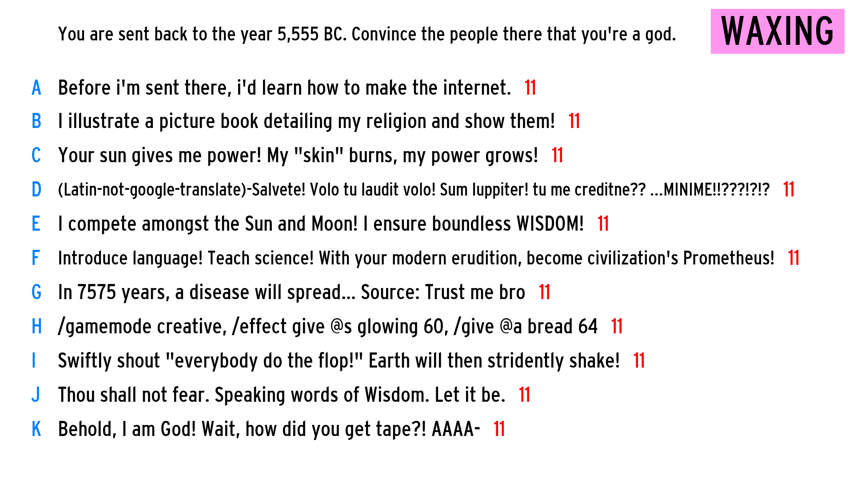 You are sent back to the year 5,555 BC. Convince the people there that you're a god.
WAXING
A Before i'm sent there, i'd learn how to make the internet. 11
B I illustrate a picture book detailing my religion and show them! 11
C Your sun gives me power! My "skin" burns, my power grows! 11
D (Latin-not-google-translate)-Salvete! Volo tu laudit volo! Sum Iuppiter! tu me creditne?? ...MINIME!!???!?!? 11
E I compete amongst the Sun and Moon! I ensure boundless WISDOM! 11
F Introduce language! Teach science! With your modern erudition, become civilization's Prometheus! 11
G In 7575 years, a disease will spread... Source: Trust me bro 11
H /gamemode creative, /effect give @s glowing 60, /give @a bread 64 11
I Swiftly shout "everybody do the flop!" Earth will then stridently shake! 11
J Thou shall not fear. Speaking words of Wisdom. Let it be. 11
K Behold, I am God! Wait, how did you get tape?! AAAA- 11